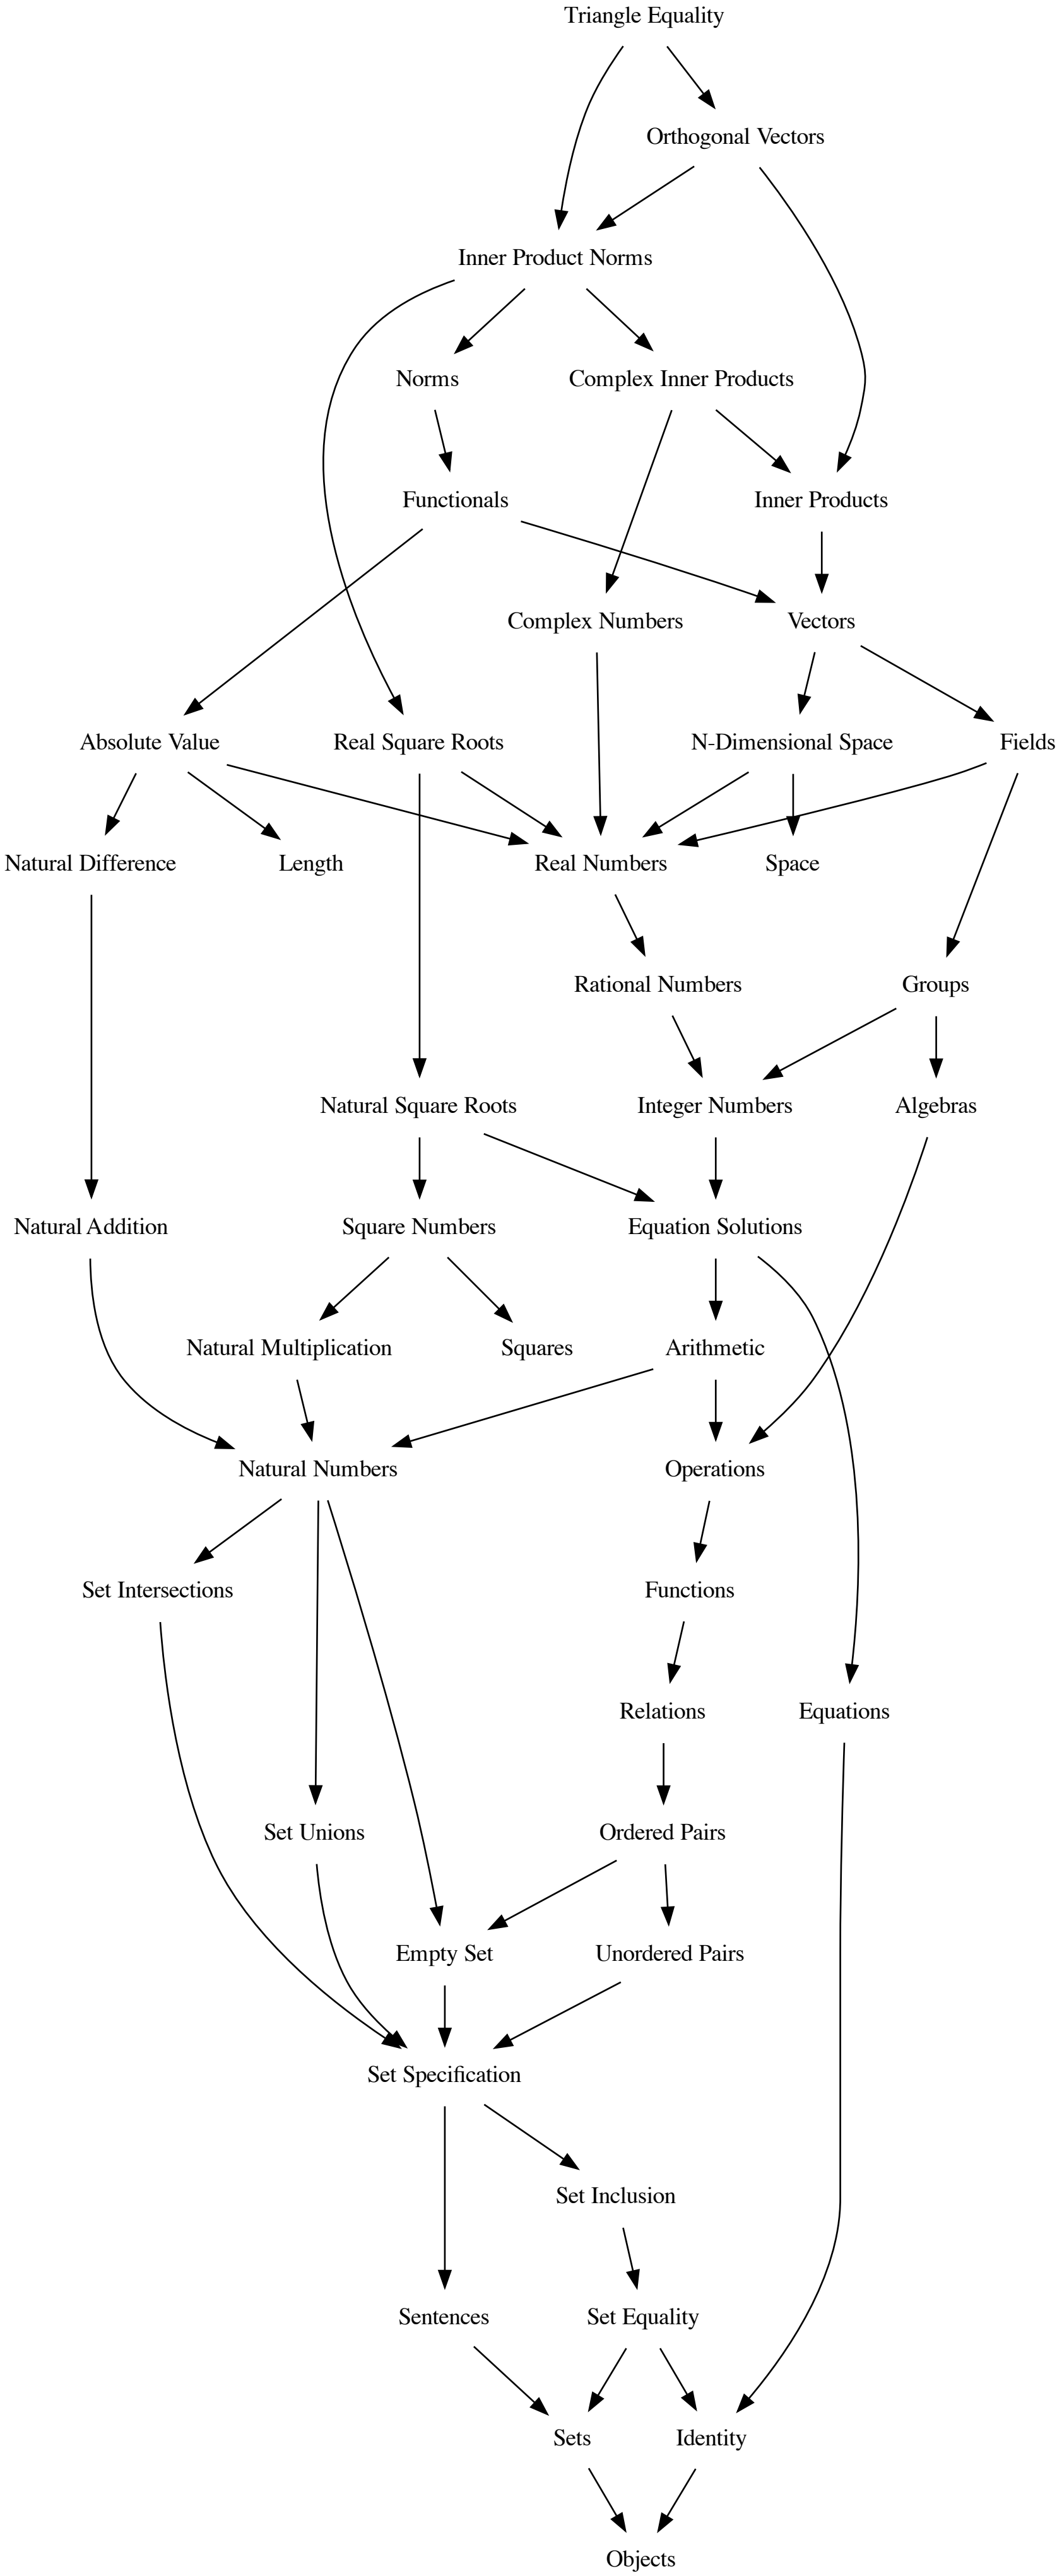 Triangle Equality
Orthogonal Vectors
Inner Product Norms
Norms
Complex Inner Products
Functionals
Inner Products
Complex Numbers
Vectors
Absolute Value
Real Square Roots
N-Dimensional Space
Fields
Natural Difference
Length
Real Numbers
Space
Rational Numbers
Groups
Natural Square Roots
Integer Numbers
Algebras
Natural Addition
Square Numbers
Equation Solutions
Natural Multiplication
Squares
Arithmetic
Natural Numbers
Operations
Set Intersections
Functions
Relations
Equations
Set Unions
Ordered Pairs
Empty Set
Unordered Pairs
Set Specification
Set Inclusion
Sentences
Set Equality
Sets
Identity
Objects